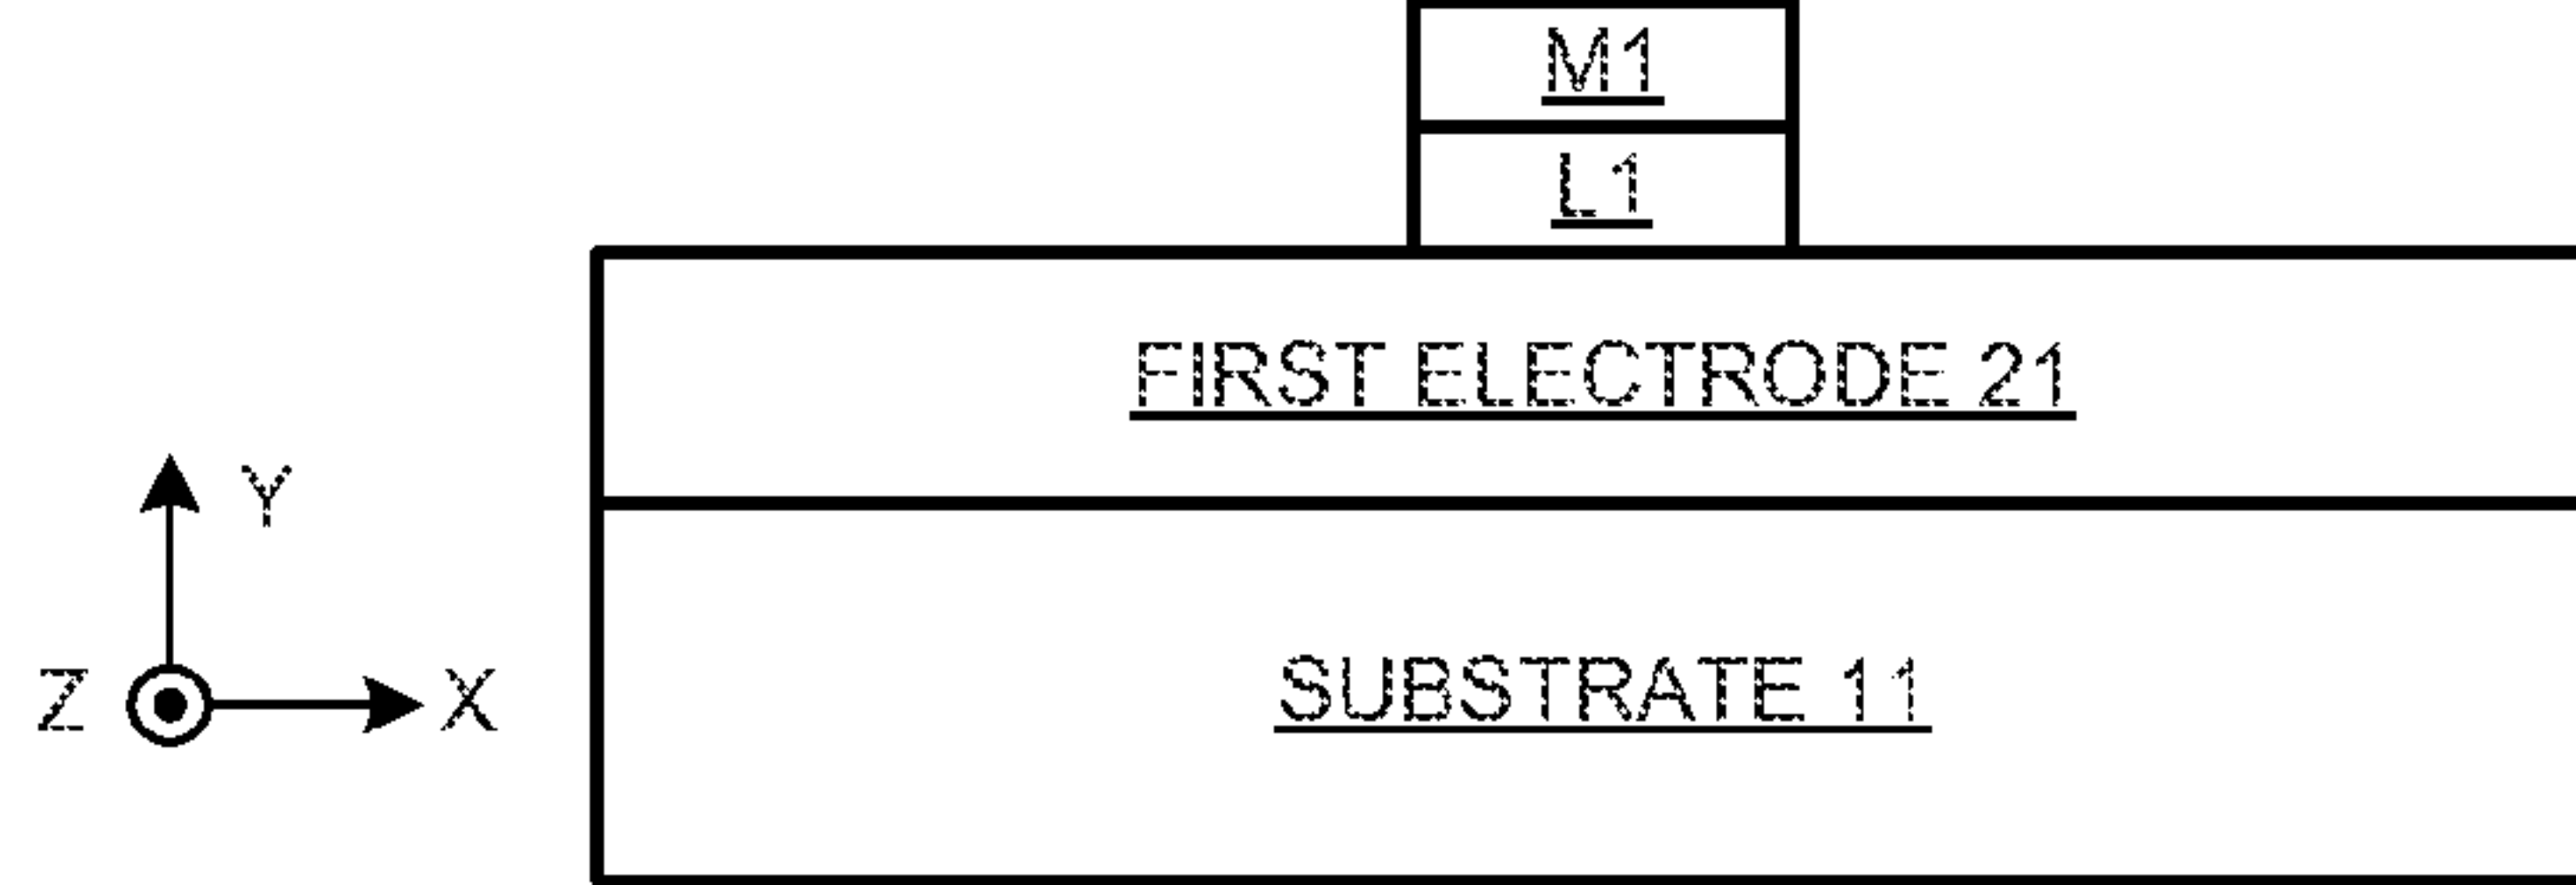 M1
L1
FIRST ELECTRODE 21
Y
Z X
SUBSTRATE 11